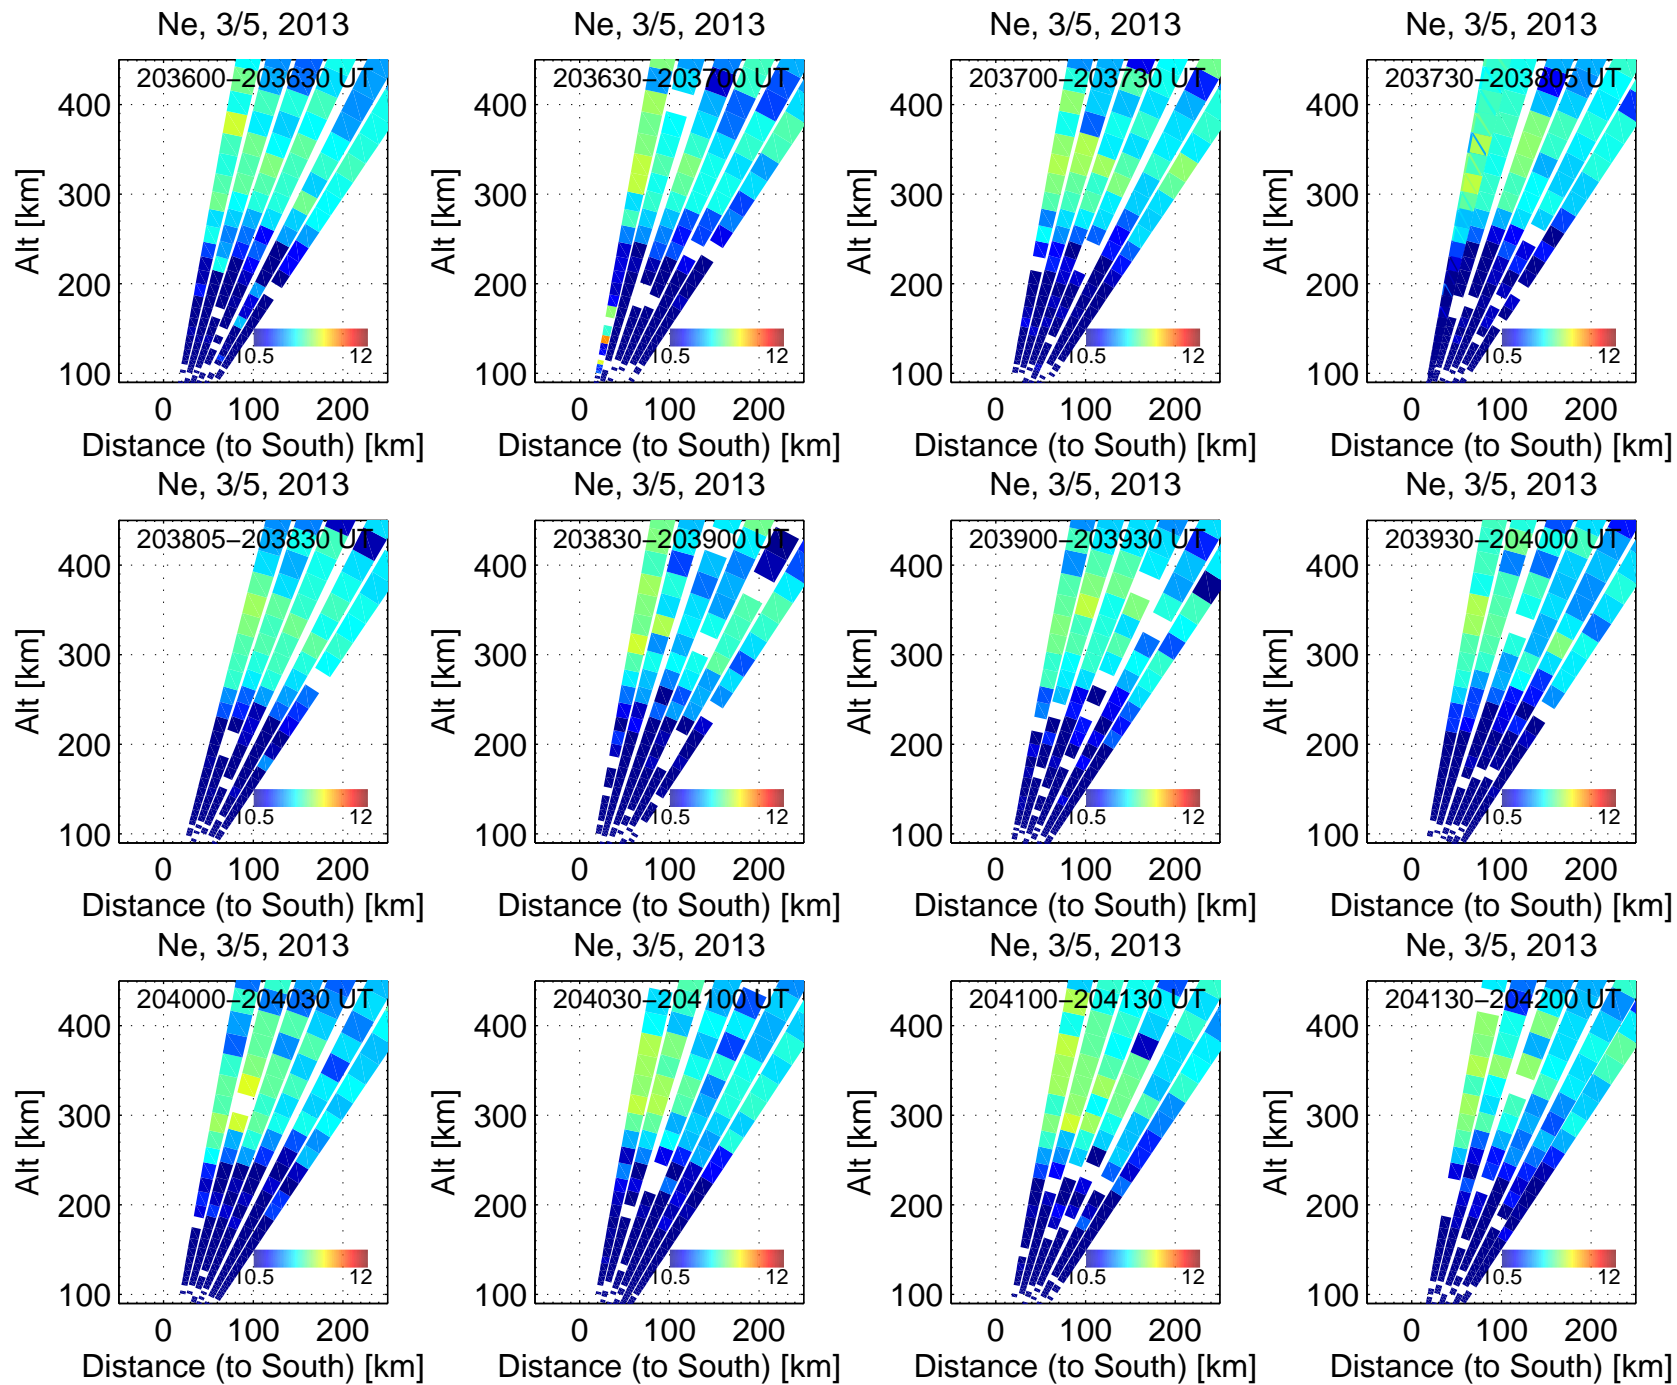 Ne, 3/5, 2013 Ne, 3/5, 2013 Ne, 3/5, 2013 Ne, 3/5, 2013
203600−203630 UT 203630−203700 UT 203700−203730 UT 203730−203805 UT
400 400 400 400
300 300 300 300
Alt [km] Alt [km] Alt [km] Alt [km]
200 200 200 200
10.5 12 10.5 12 10.5 12 10.5 12
100 100 100 100
0 100 200 0 100 200 0 100 200 0 100 200
Distance (to South) [km] Distance (to South) [km] Distance (to South) [km] Distance (to South) [km]
Ne, 3/5, 2013 Ne, 3/5, 2013 Ne, 3/5, 2013 Ne, 3/5, 2013
203805−203830 UT 203830−203900 UT 203900−203930 UT 203930−204000 UT
400 400 400 400
300 300 300 300
Alt [km] Alt [km] Alt [km] Alt [km]
200 200 200 200
10.5 12 10.5 12 10.5 12 10.5 12
100 100 100 100
0 100 200 0 100 200 0 100 200 0 100 200
Distance (to South) [km] Distance (to South) [km] Distance (to South) [km] Distance (to South) [km]
Ne, 3/5, 2013 Ne, 3/5, 2013 Ne, 3/5, 2013 Ne, 3/5, 2013
204000−204030 UT 204030−204100 UT 204100−204130 UT 204130−204200 UT
400 400 400 400
300 300 300 300
Alt [km] Alt [km] Alt [km] Alt [km]
200 200 200 200
10.5 12 10.5 12 10.5 12 10.5 12
100 100 100 100
0 100 200 0 100 200 0 100 200 0 100 200
Distance (to South) [km] Distance (to South) [km] Distance (to South) [km] Distance (to South) [km]